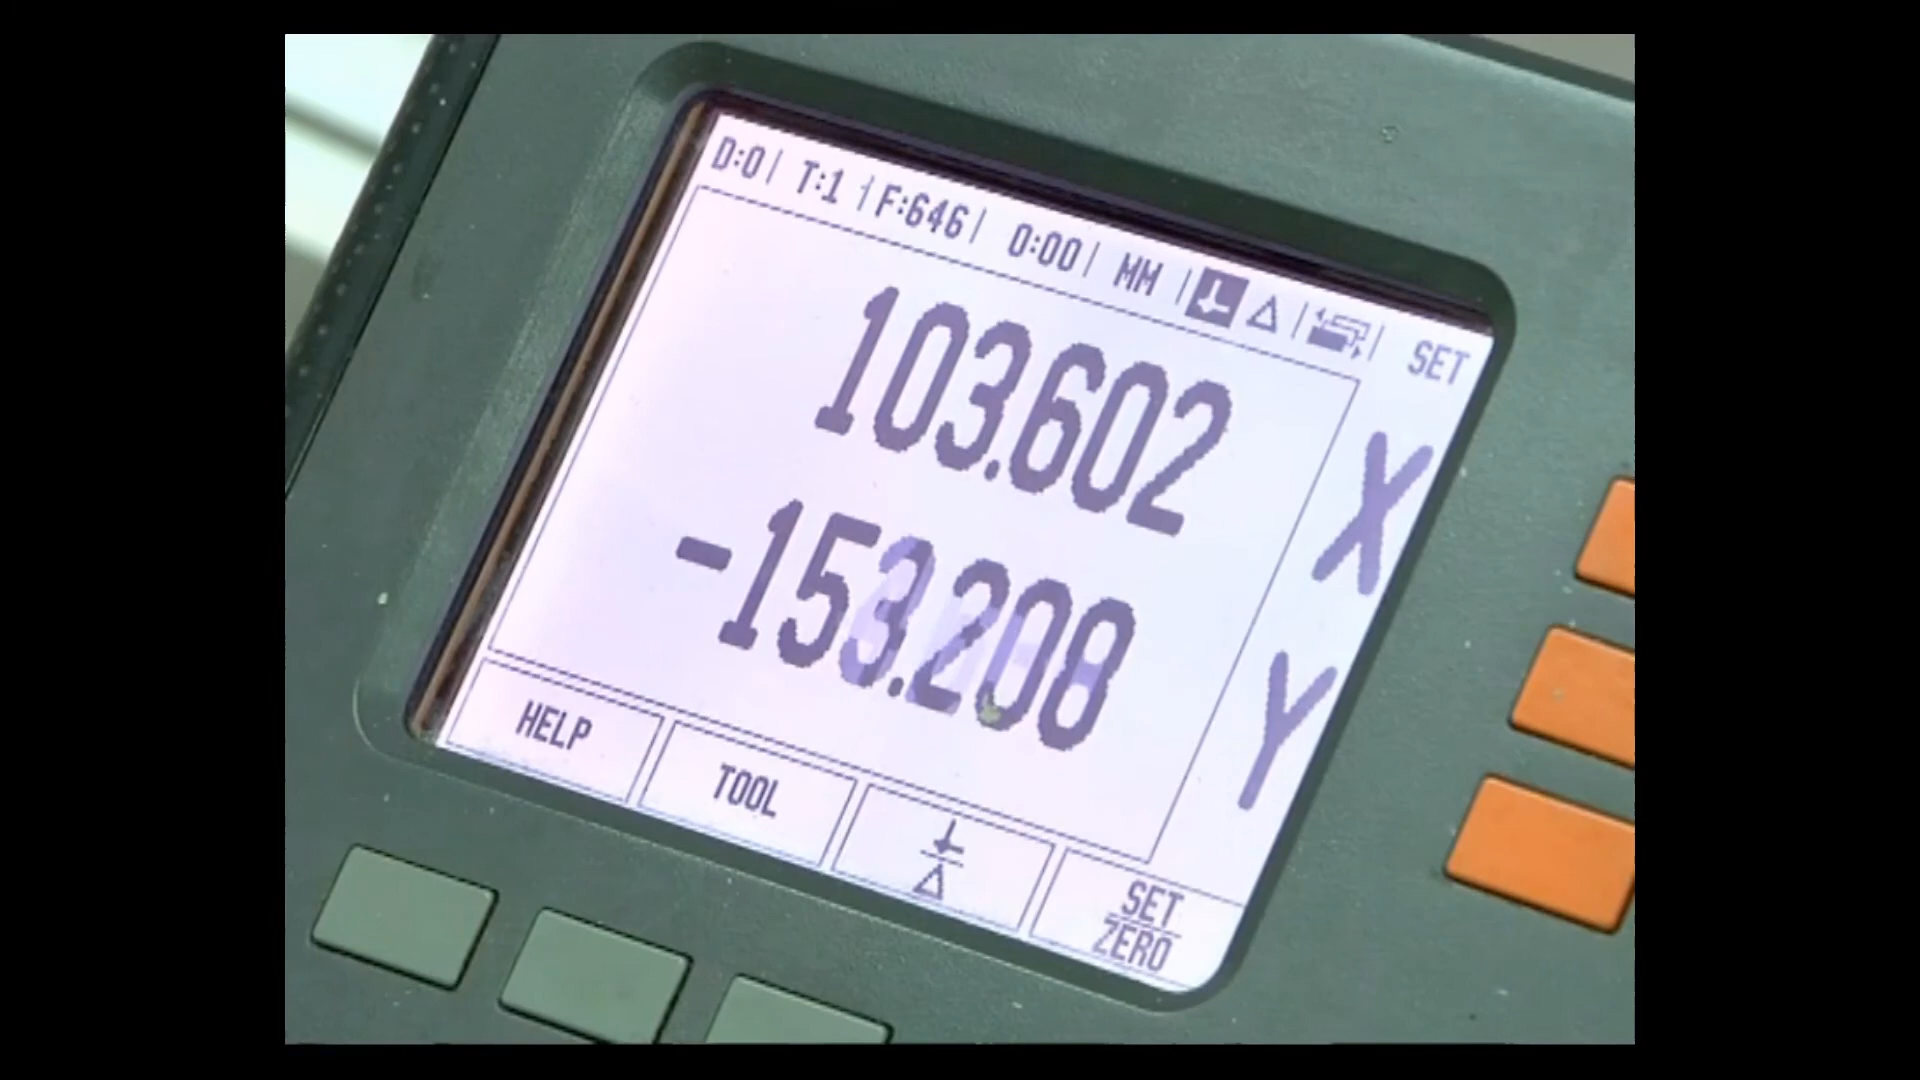 D:0| T:1 | F:646| 0:00| MM | | | SET
103.602 X
-153.208 Y
HELP TOOL SET
ZERO